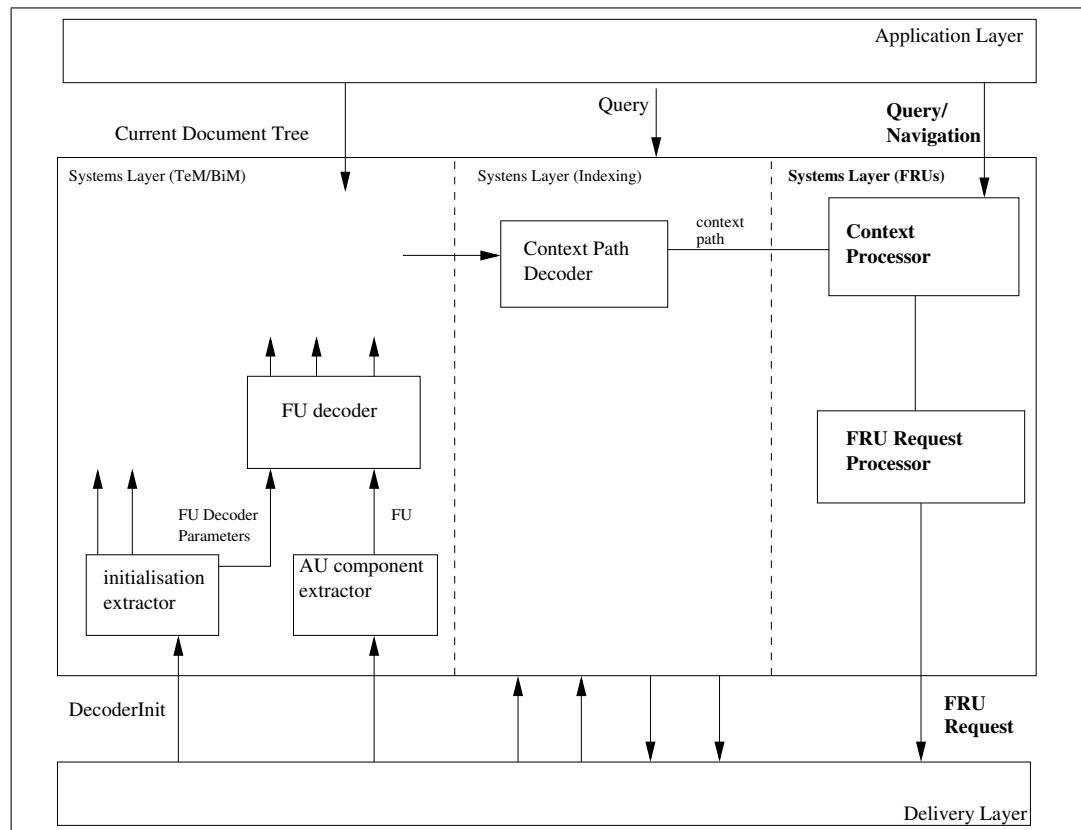 Application Layer
Query
Query/
Navigation
Current Document Tree
Systems Layer (TeM/BiM)
Systens Layer (Indexing)
Systems Layer (FRUs)
context
path
Context Path
Decoder
Context
Processor
FU decoder
FRU Request
Processor
FU Decoder
Parameters
FU
initialisation
extractor
AU component
extractor
DecoderInit
FRU
Request
Delivery Layer